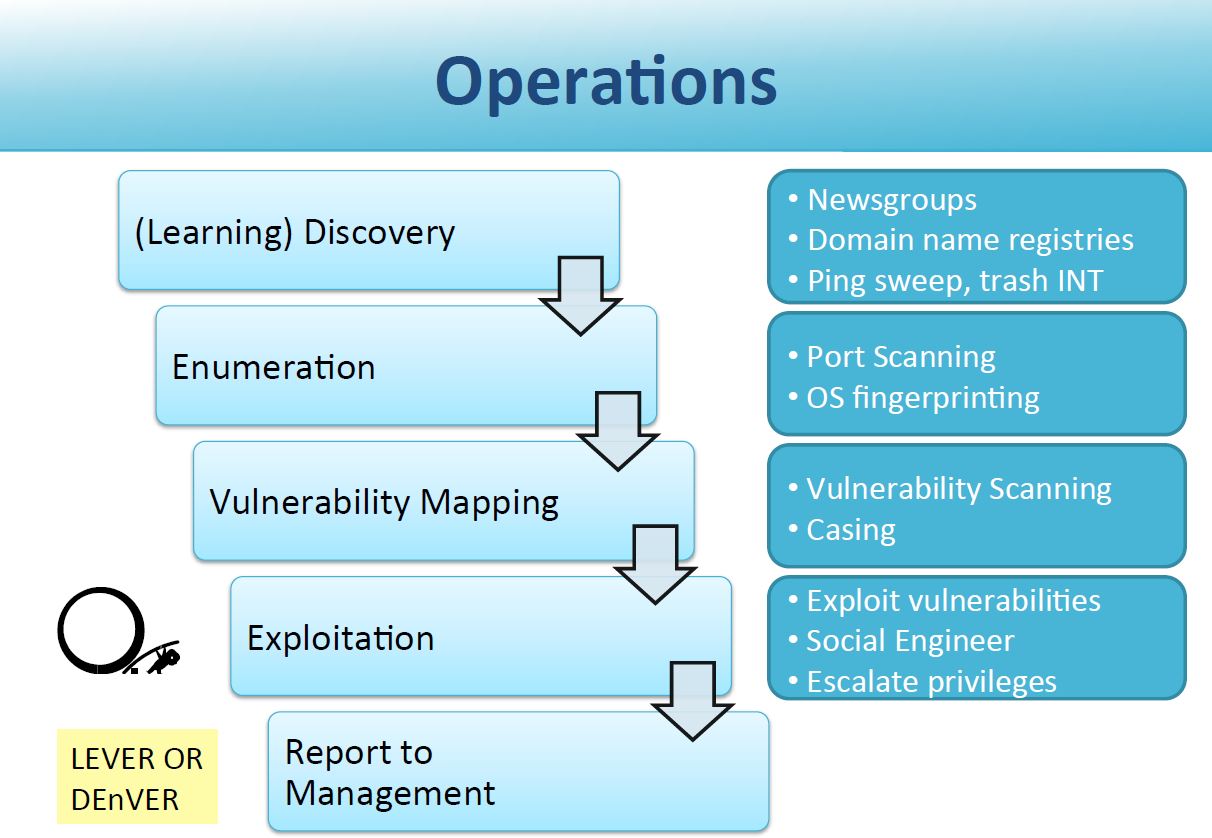 Operations
(Learning) Discovery
• Newsgroups
• Domain name registries
• Ping sweep, trash INT
Enumeration
• Port Scanning
• OS fingerprinting
Vulnerability Mapping
• Vulnerability Scanning
• Casing
Exploitation
• Exploit vulnerabilities
• Social Engineer
• Escalate privileges
Report to
Management
LEVER OR
DEnVER